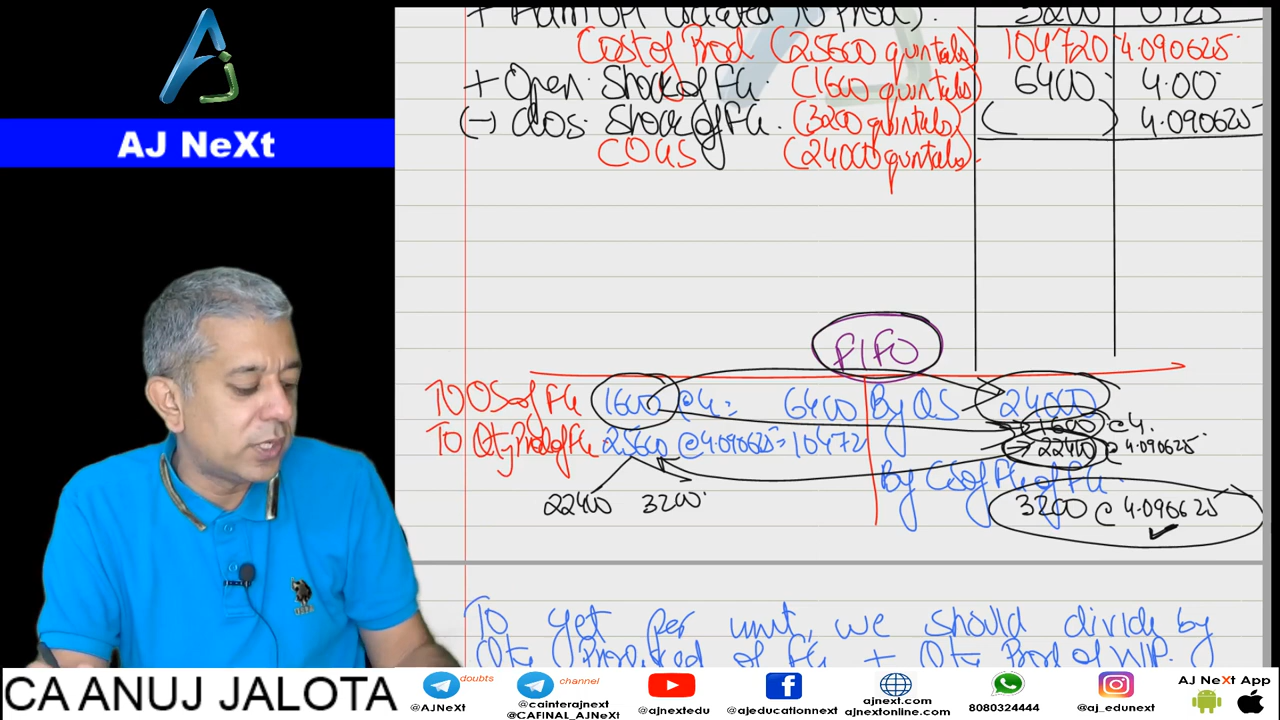 AJ NeXt
Cost of Prod (25600 quintals) 104720 4.090625
+ Open. Stock of FG. (1600 quintals) 6400 4.00
(-) Clos. Stock of FG. (3200 quintals) ( ) 4.090625
COGS (24000 quintals)
FIFO
To OS of FG 1600 @ 4 = 6400 By QS 24000
1600 @ 4.
To Qty Prod of FG 25600 @ 4.090625 = 10472 22400 @ 4.090625
By CS of FG of FG.
22400 3200 3200 @ 4.090625
To get per unit, we should divide by
Qty Produced of FG + Qty Prod of WIP.
CA ANUJ JALOTA
doubts
@AJNeXt
channel
@cainterajnext
@CAFINAL_AJNeXt
@ajnextedu
@ajeducationnext
ajnext.com
ajnextonline.com
8080324444
@aj_edunext
AJ NeXt App